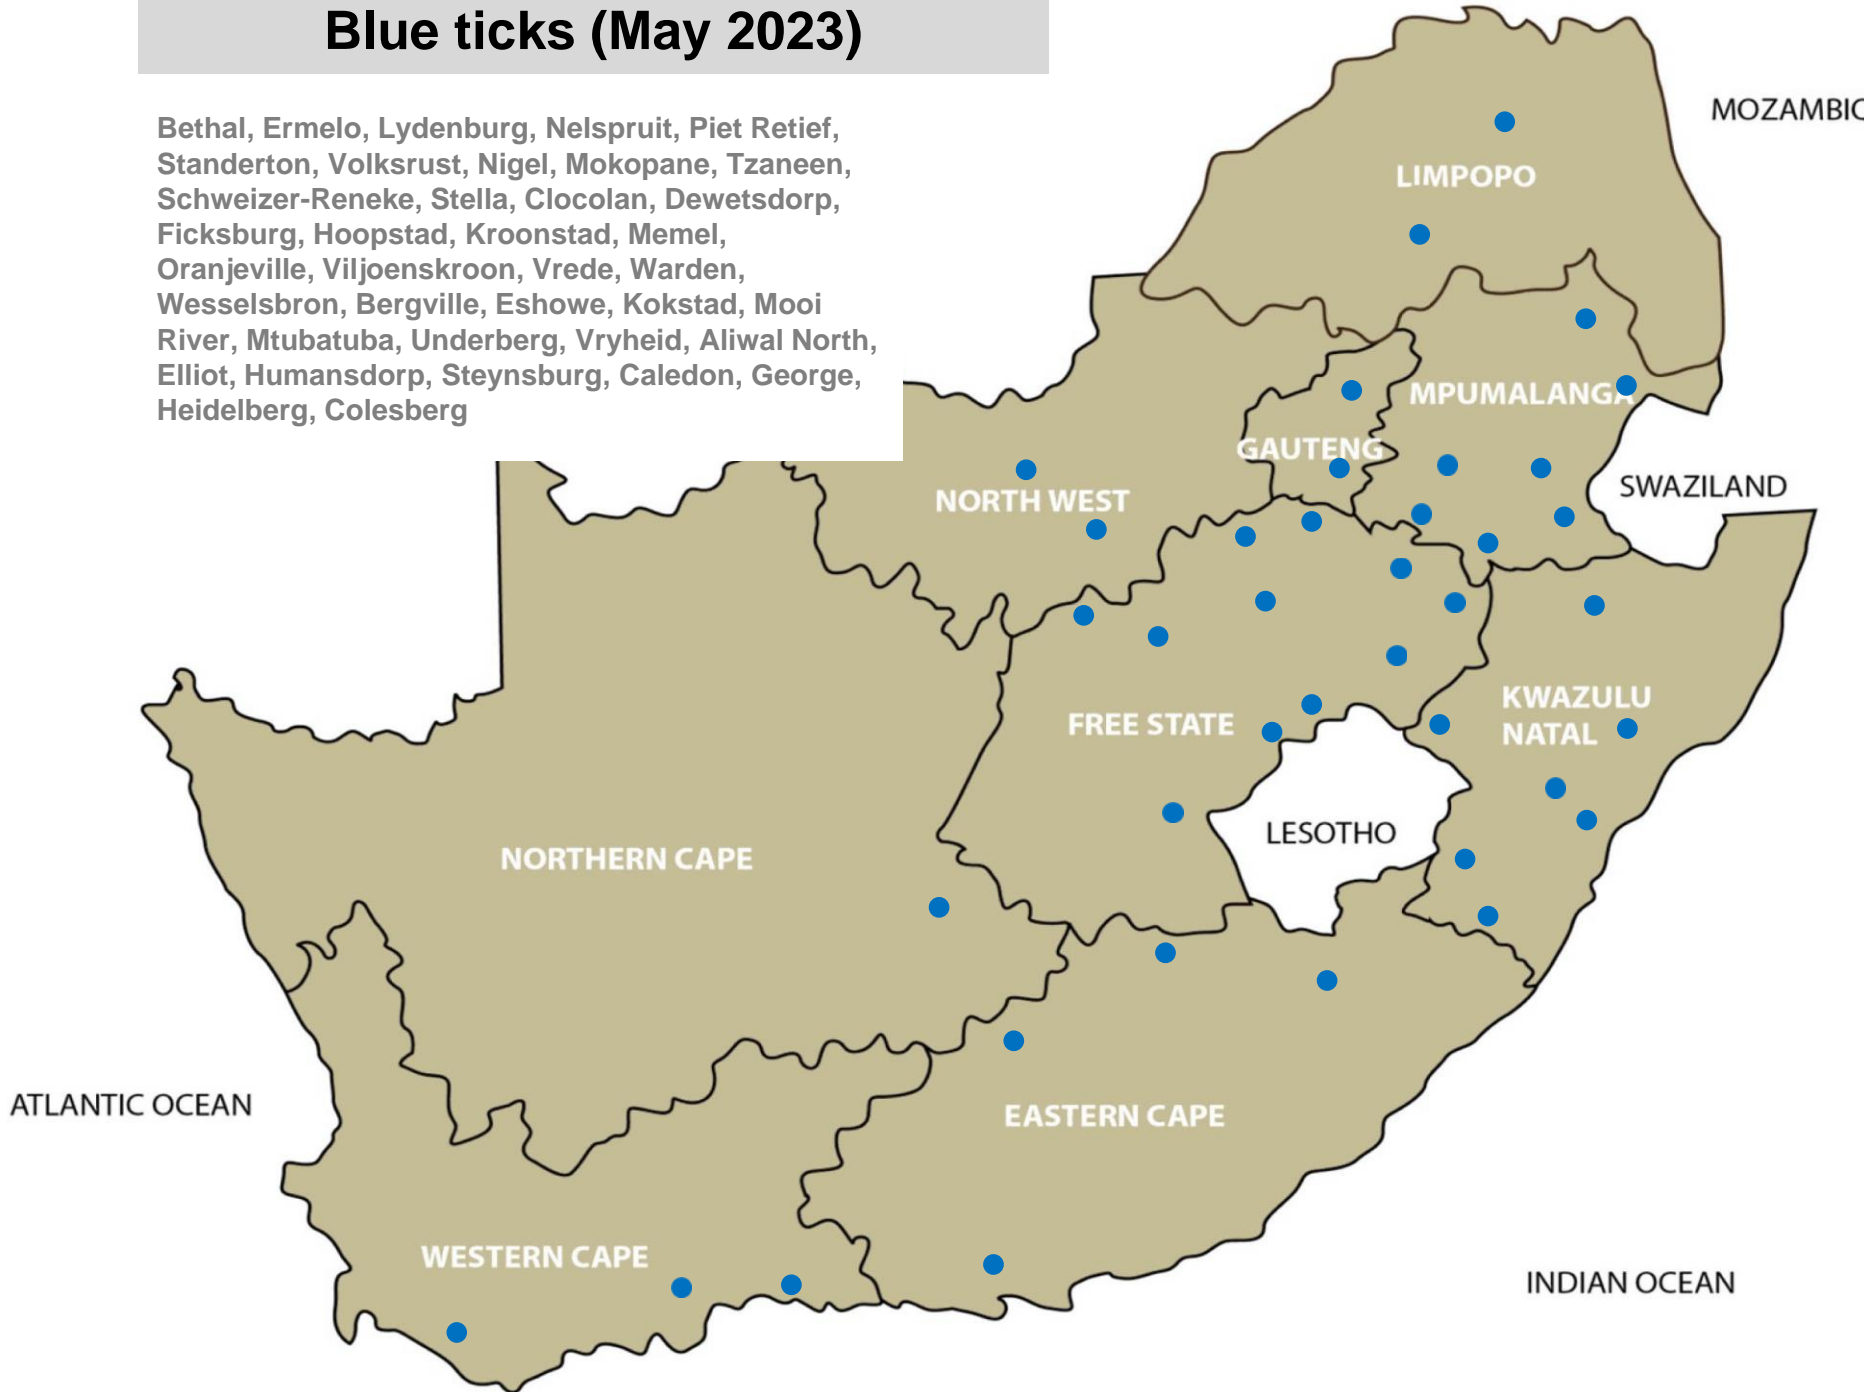 Blue ticks (May 2023)
Bethal, Ermelo, Lydenburg, Nelspruit, Piet Retief,
Standerton, Volksrust, Nigel, Mokopane, Tzaneen,
Schweizer-Reneke, Stella, Clocolan, Dewetsdorp,
Ficksburg, Hoopstad, Kroonstad, Memel,
Oranjeville, Viljoenskroon, Vrede, Warden,
Wesselsbron, Bergville, Eshowe, Kokstad, Mooi
River, Mtubatuba, Underberg, Vryheid, Aliwal North,
Elliot, Humansdorp, Steynsburg, Caledon, George,
Heidelberg, Colesberg
MOZAMBIQ
LIMPOPO
MPUMALANGA
GAUTENG
SWAZILAND
NORTH WEST
KWAZULU
NATAL
FREE STATE
LESOTHO
NORTHERN CAPE
ATLANTIC OCEAN
EASTERN CAPE
WESTERN CAPE
INDIAN OCEAN